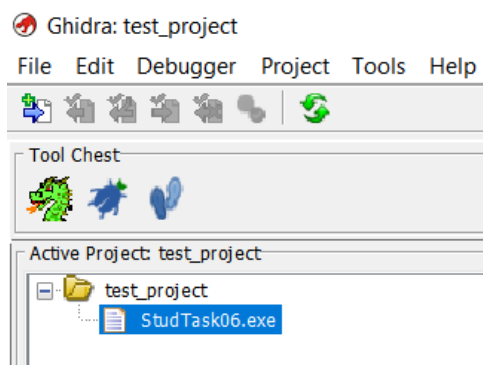 Ghidra: test_project
File Edit Debugger Project Tools Help
Tool Chest
Active Project: test_project
test_project
StudTask06.exe